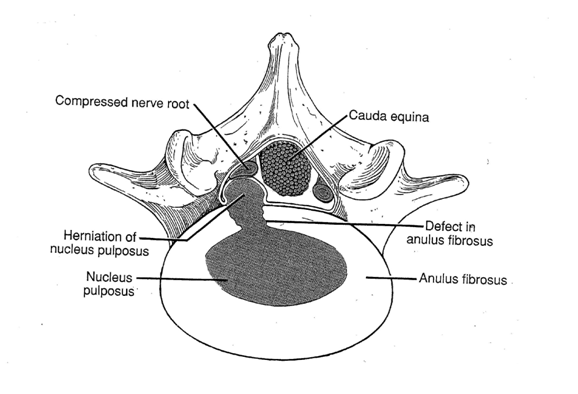 Compressed nerve root
Cauda equina
Herniation of
nucleus pulposus
Defect in
anulus fibrosus
Nucleus
pulposus
Anulus fibrosus